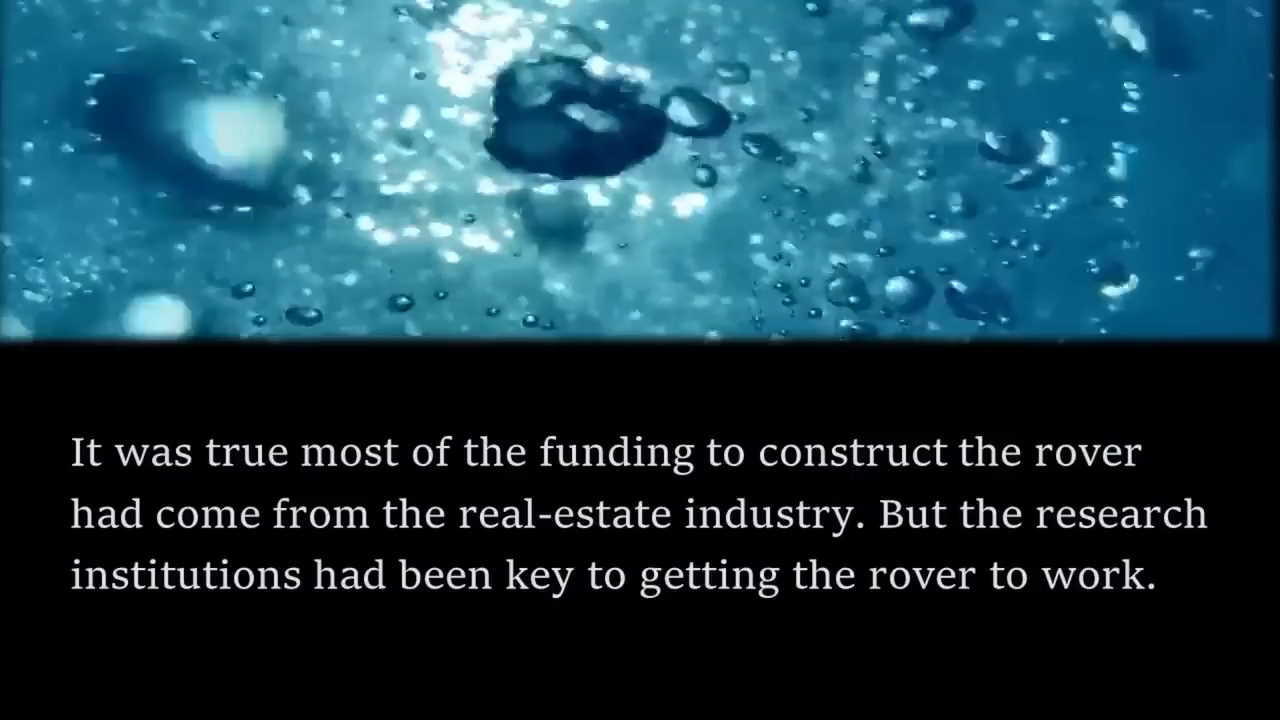 It was true most of the funding to construct the rover
had come from the real-estate industry. But the research
institutions had been key to getting the rover to work.